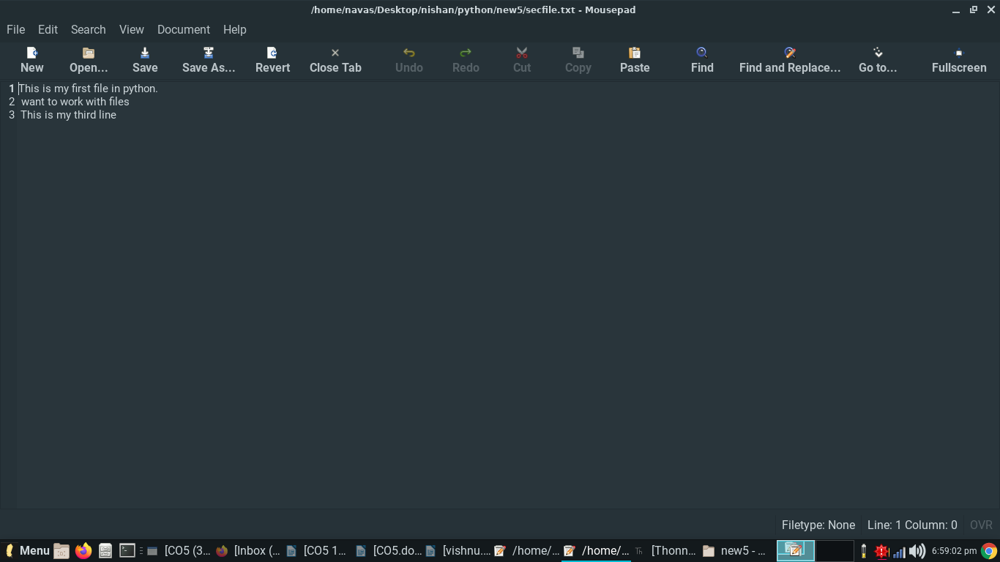 /home/navas/Desktop/nishan/python/new5/secfile.txt - Mousepad
File Edit Search View Document Help
New Open... Save Save As... Revert Close Tab Undo Redo Cut Copy Paste Find Find and Replace... Go to... Fullscreen
1 This is my first file in python.
2 want to work with files
3 This is my third line
Filetype: None Line: 1 Column: 0 OVR
Menu [CO5 (3... [Inbox (... [CO5 1... [CO5.do... [vishnu.... /home/... /home/... Th [Thonn... new5 - ... 6:59:02 pm